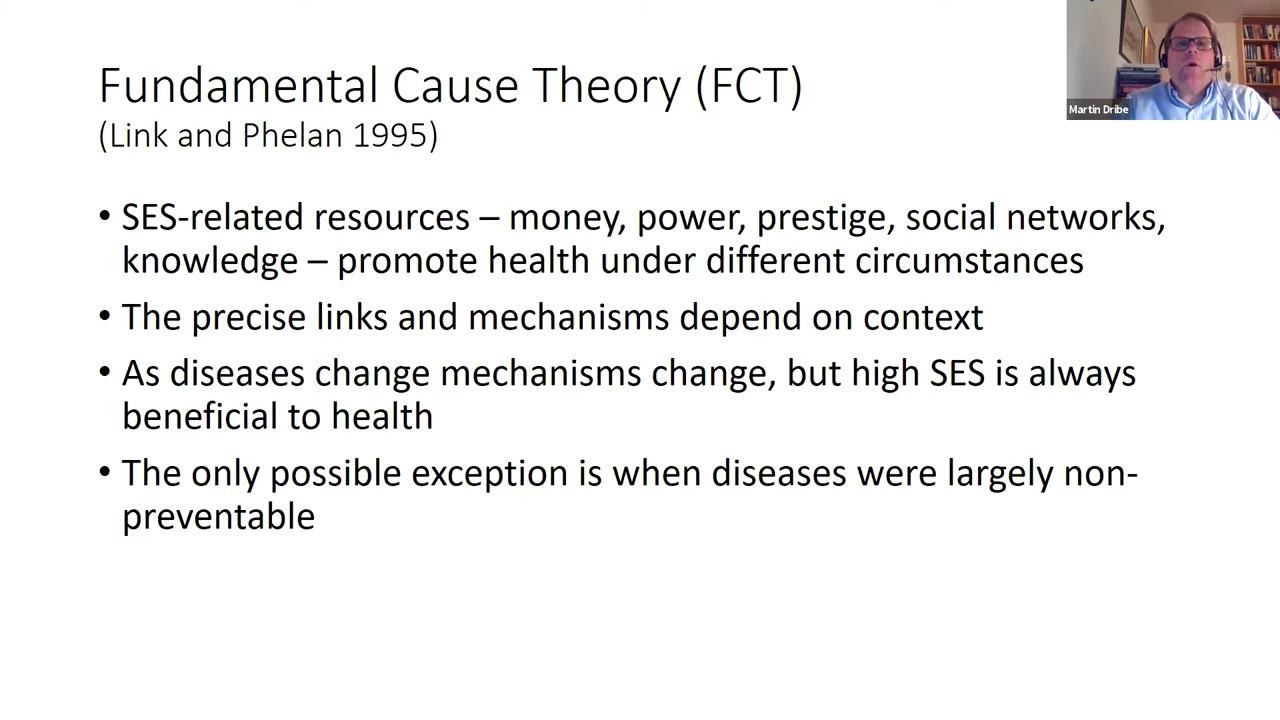 Fundamental Cause Theory (FCT)
(Link and Phelan 1995)
Martin Dribe
• SES-related resources – money, power, prestige, social networks,
knowledge – promote health under different circumstances
• The precise links and mechanisms depend on context
• As diseases change mechanisms change, but high SES is always
beneficial to health
• The only possible exception is when diseases were largely non-
preventable